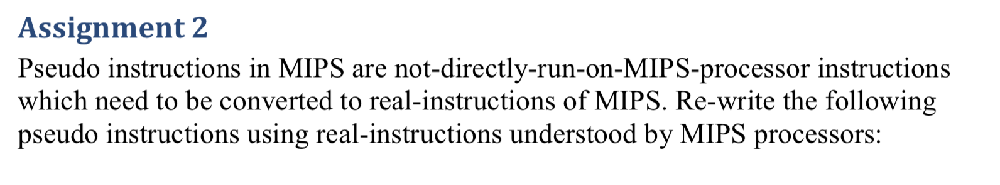 Assignment 2
Pseudo instructions in MIPS are not-directly-run-on-MIPS-processor instructions
which need to be converted to real-instructions of MIPS. Re-write the following
pseudo instructions using real-instructions understood by MIPS processors: